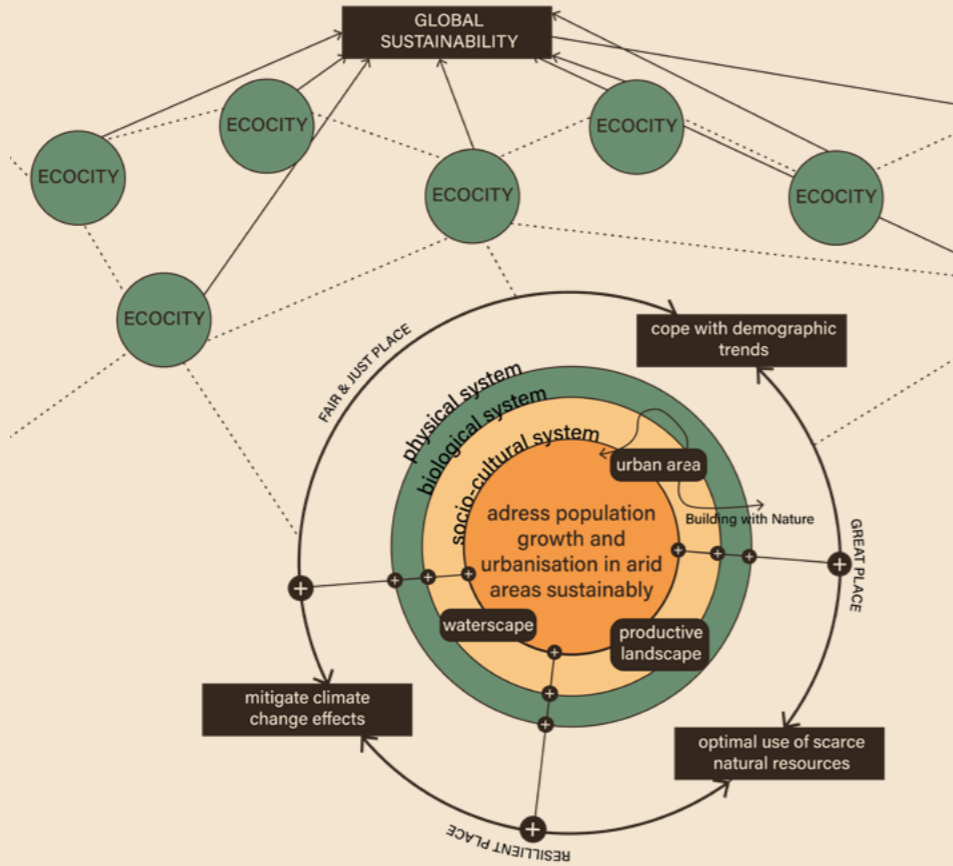 GLOBAL
SUSTAINABILITY
ECOCITY
ECOCITY
ECOCITY
ECOCITY
ECOCITY
ECOCITY
cope with demographic
trends
FAIR & JUST PLACE
physical system
biological system
socio-cultural system
urban area
adress population
growth and
urbanisation in arid
areas sustainably
Building with Nature
GREAT PLACE
waterscape
productive
landscape
mitigate climate
change effects
optimal use of scarce
natural resources
RESILLIENT PLACE